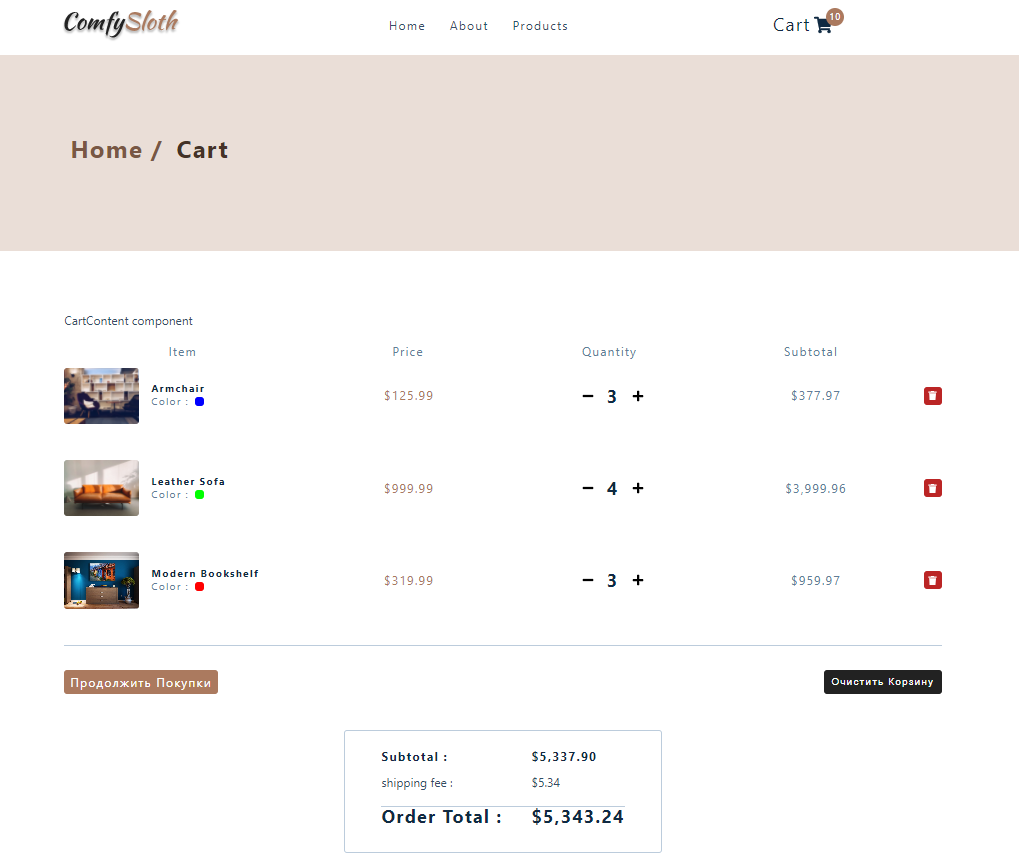 ComfySloth
Home About Products
Cart 10
Home / Cart
CartContent component
Item Price Quantity Subtotal
Armchair
Color :
$125.99 3 $377.97
Leather Sofa
Color :
$999.99 4 $3,999.96
Modern Bookshelf
Color :
$319.99 3 $959.97
Продолжить Покупки Очистить Корзину
Subtotal : $5,337.90
shipping fee : $5.34
Order Total : $5,343.24